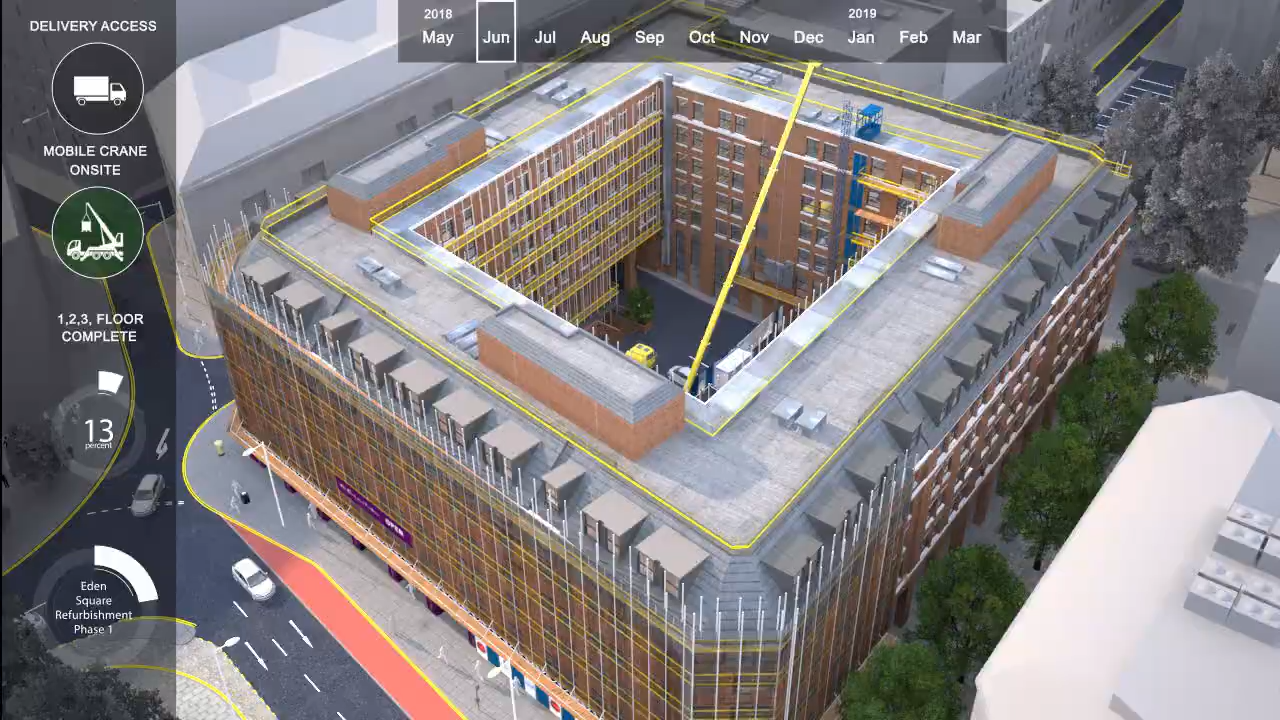 DELIVERY ACCESS
MOBILE CRANE
ONSITE
1,2,3, FLOOR
COMPLETE
13
percent
Eden
Square
Refurbishment
Phase 1
2018
2019
May Jun Jul Aug Sep Oct Nov Dec Jan Feb Mar
OPEN